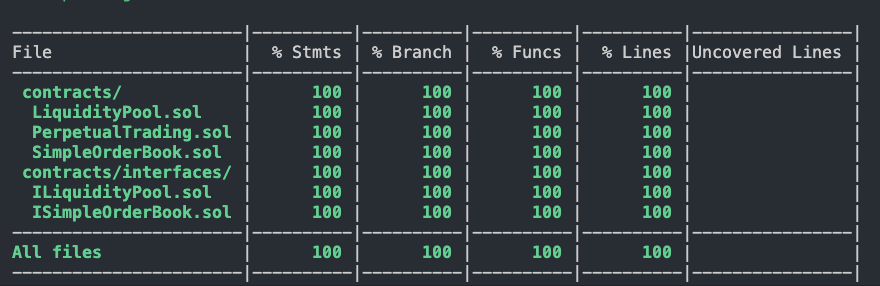 -----------------------|----------|----------|----------|----------|----------------|
File                   |  % Stmts | % Branch |  % Funcs |  % Lines |Uncovered Lines |
-----------------------|----------|----------|----------|----------|----------------|
 contracts/            |      100 |      100 |      100 |      100 |                |
  LiquidityPool.sol    |      100 |      100 |      100 |      100 |                |
  PerpetualTrading.sol |      100 |      100 |      100 |      100 |                |
  SimpleOrderBook.sol  |      100 |      100 |      100 |      100 |                |
 contracts/interfaces/ |      100 |      100 |      100 |      100 |                |
  ILiquidityPool.sol   |      100 |      100 |      100 |      100 |                |
  ISimpleOrderBook.sol |      100 |      100 |      100 |      100 |                |
-----------------------|----------|----------|----------|----------|----------------|
All files              |      100 |      100 |      100 |      100 |                |
-----------------------|----------|----------|----------|----------|----------------|